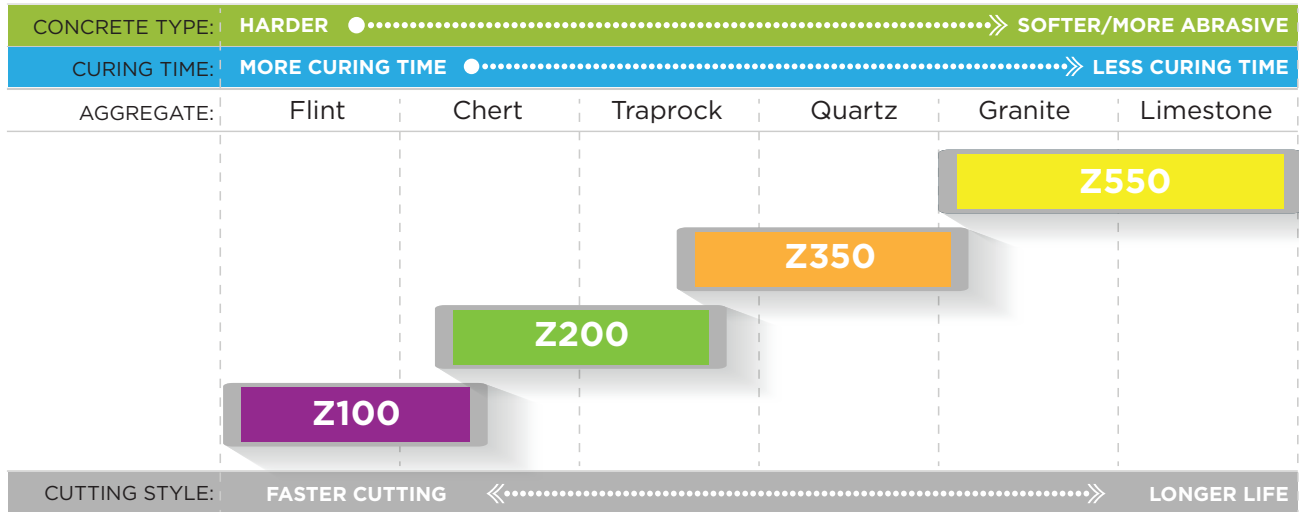 CONCRETE TYPE: HARDER SOFTER/MORE ABRASIVE
CURING TIME: MORE CURING TIME LESS CURING TIME
AGGREGATE: Flint Chert Traprock Quartz Granite Limestone
Z550
Z350
Z200
Z100
CUTTING STYLE: FASTER CUTTING LONGER LIFE